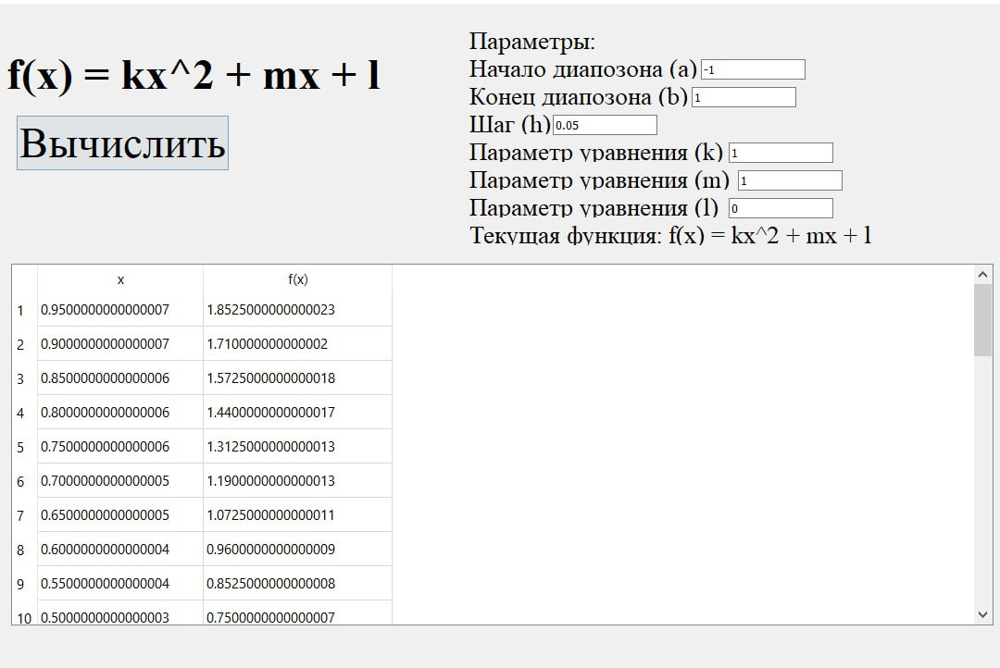 f(x) = kx^2 + mx + l
Вычислить
Параметры:
Начало диапозона (a) -1
Конец диапозона (b) 1
Шаг (h) 0.05
Параметр уравнения (k) 1
Параметр уравнения (m) 1
Параметр уравнения (l) 0
Текущая функция: f(x) = kx^2 + mx + l
x f(x)
1 0.9500000000000007 1.8525000000000023
2 0.9000000000000007 1.710000000000002
3 0.8500000000000006 1.5725000000000018
4 0.8000000000000006 1.4400000000000017
5 0.7500000000000006 1.3125000000000013
6 0.7000000000000005 1.1900000000000013
7 0.6500000000000005 1.0725000000000011
8 0.6000000000000004 0.9600000000000009
9 0.5500000000000004 0.8525000000000008
10 0.5000000000000003 0.7500000000000007